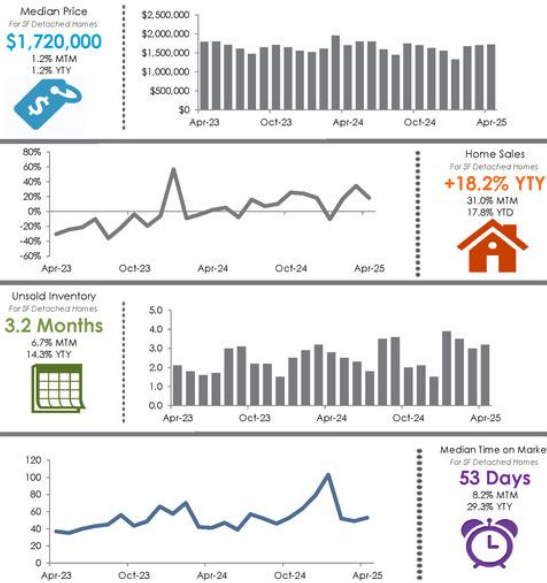 Median Price
For SF Detached Homes
$1,720,000
1.2% MTM
1.2% YTY
$
$2,500,000
$2,000,000
$1,500,000
$1,000,000
$500,000
$0
Apr-23 Oct-23 Apr-24 Oct-24 Apr-25
80%
60%
40%
20%
0%
-20%
-40%
-60%
Apr-23 Oct-23 Apr-24 Oct-24 Apr-25
Home Sales
For SF Detached Homes
+18.2% YTY
31.0% MTM
17.8% YTD
Unsold Inventory
For SF Detached Homes
3.2 Months
6.7% MTM
14.3% YTY
5.0
4.0
3.0
2.0
1.0
0.0
Apr-23 Oct-23 Apr-24 Oct-24 Apr-25
120
100
80
60
40
20
0
Apr-23 Oct-23 Apr-24 Oct-24 Apr-25
Median Time on Marke
For SF Detached Homes
53 Days
8.2% MTM
29.3% YTY